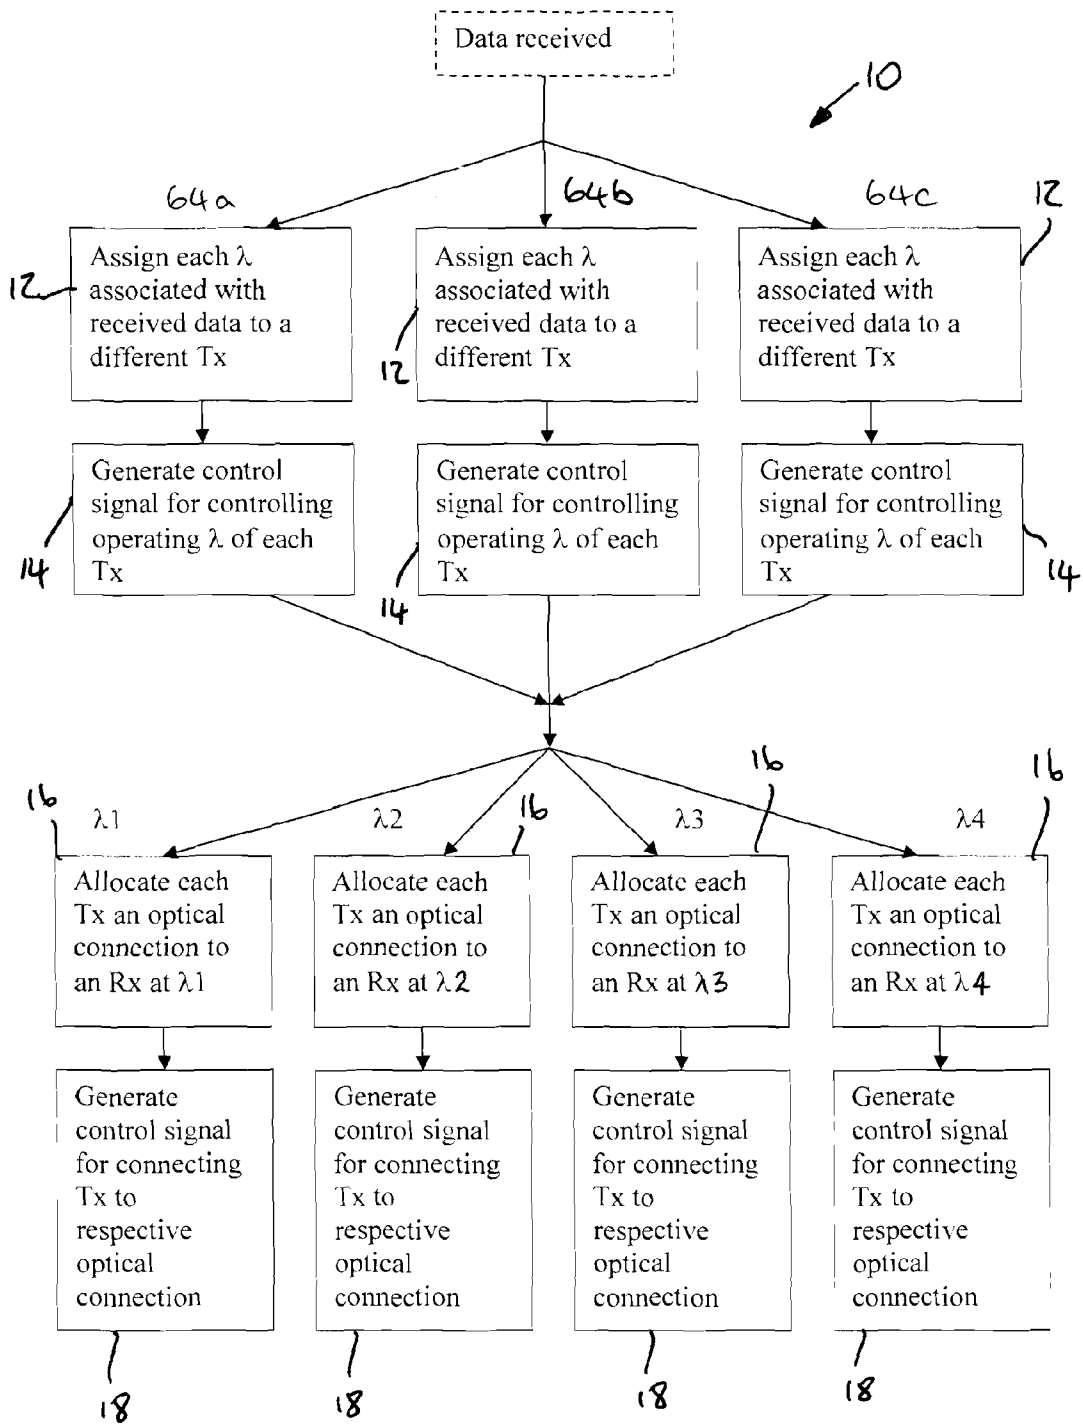 Data received
10
64a
64b
64c
12
Assign each λ
associated with
received data to a
different Tx
12
Assign each λ
associated with
received data to a
different Tx
12
Assign each λ
associated with
received data to a
different Tx
Generate control
signal for controlling
operating λ of each
Tx
14
Generate control
signal for controlling
operating λ of each
Tx
14
Generate control
signal for controlling
operating λ of each
Tx
14
16
λ1
λ2
16
λ3
16
λ4
16
Allocate each
Tx an optical
connection to
an Rx at λ1
Allocate each
Tx an optical
connection to
an Rx at λ2
Allocate each
Tx an optical
connection to
an Rx at λ3
Allocate each
Tx an optical
connection to
an Rx at λ4
Generate
control signal
for connecting
Tx to
respective
optical
connection
Generate
control signal
for connecting
Tx to
respective
optical
connection
Generate
control signal
for connecting
Tx to
respective
optical
connection
Generate
control signal
for connecting
Tx to
respective
optical
connection
18
18
18
18